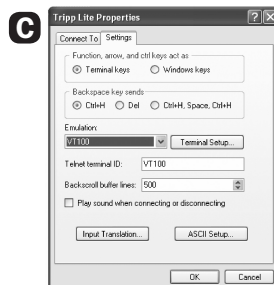 C
Tripp Lite Properties
Connect To Settings
Function, arrow, and ctrl keys act as
Terminal keys Windows keys
Backspace key sends
Ctrl+H Del Ctrl+H, Space, Ctrl+H
Emulation:
VT100 Terminal Setup...
Telnet terminal ID: VT100
Backscroll buffer lines: 500
Play sound when connecting or disconnecting
Input Translation... ASCII Setup...
OK Cancel